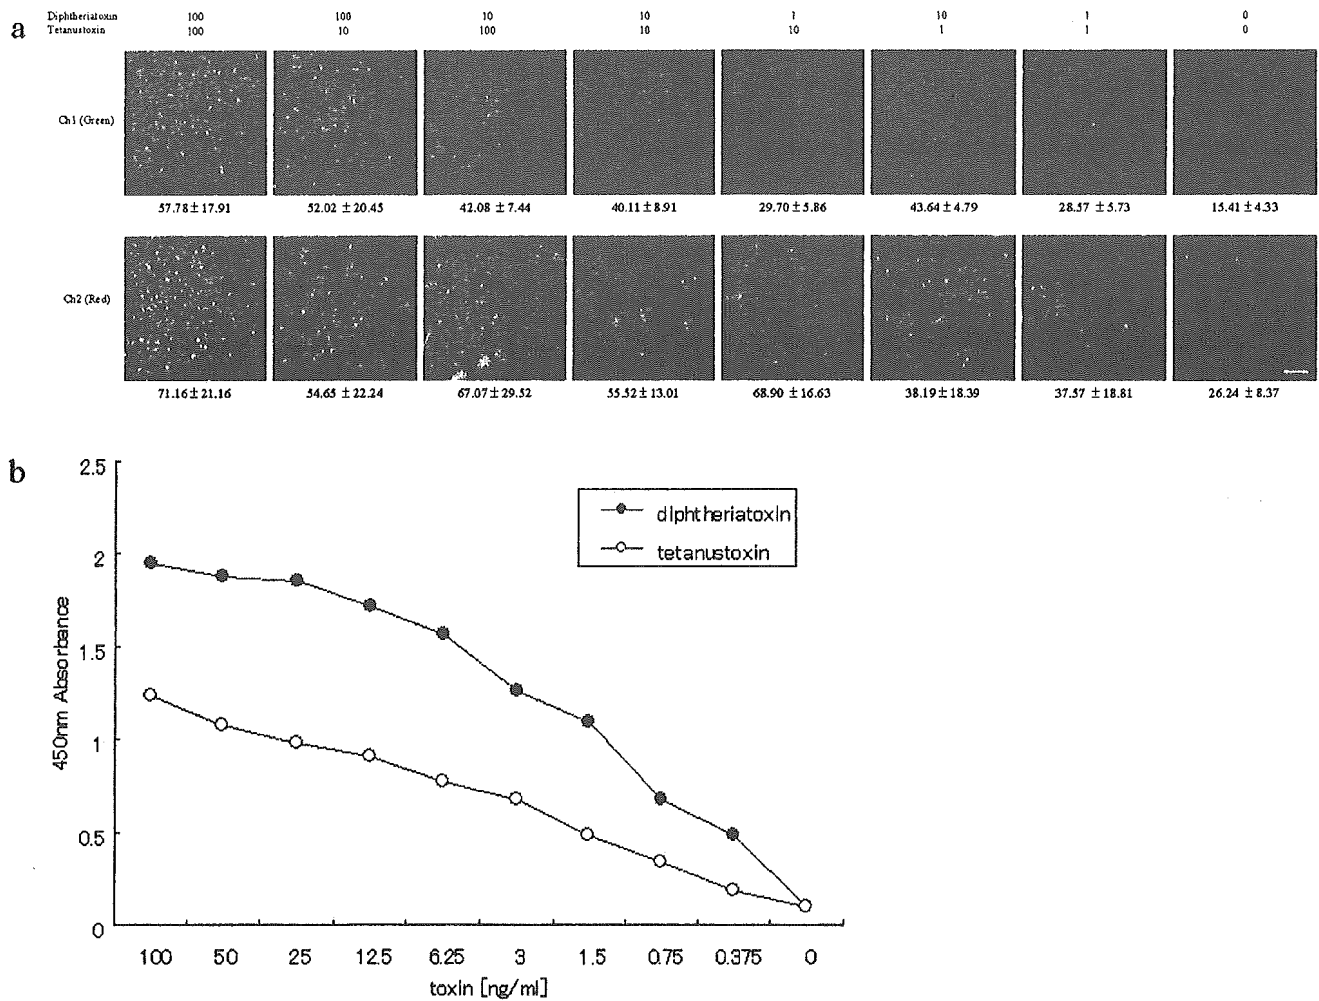 a
Diphtheriatoxin 100 100 10 10 1 10 1 0
Tetanustoxin 100 10 100 10 10 1 1 0
Ch1 (Green)
57.78 ± 17.91 52.02 ± 20.45 42.08 ± 7.44 40.11 ± 8.91 29.70 ± 5.86 43.64 ± 4.79 28.57 ± 5.73 15.41 ± 4.33
Ch2 (Red)
71.16 ± 21.16 54.65 ± 22.24 67.07 ± 29.52 55.52 ± 13.01 68.90 ± 16.63 38.19 ± 18.39 37.57 ± 18.81 26.24 ± 8.37
b
2.5
2
1.5
1
0.5
0
450nm Absorbance
diphtheriatoxin
tetanustoxin
100 50 25 12.5 6.25 3 1.5 0.75 0.375 0
toxin [ng/ml]